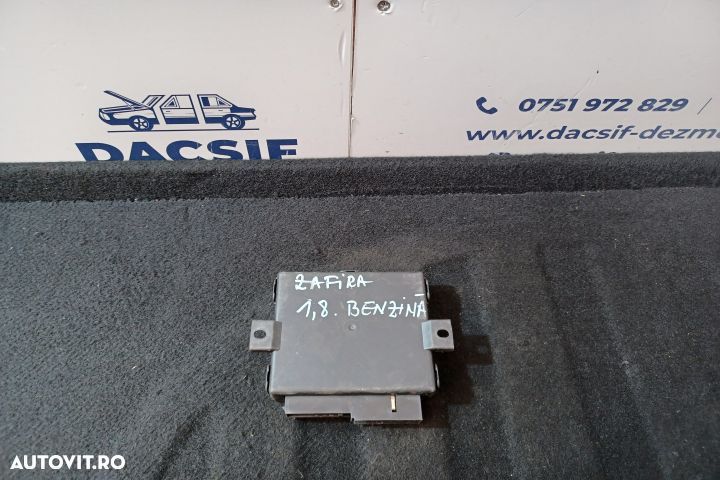 0751 972 829 /
www.dacsif-dezm
DACSIF
ZAFIRA
1,8. BENZINĂ
AUTOVIT.RO